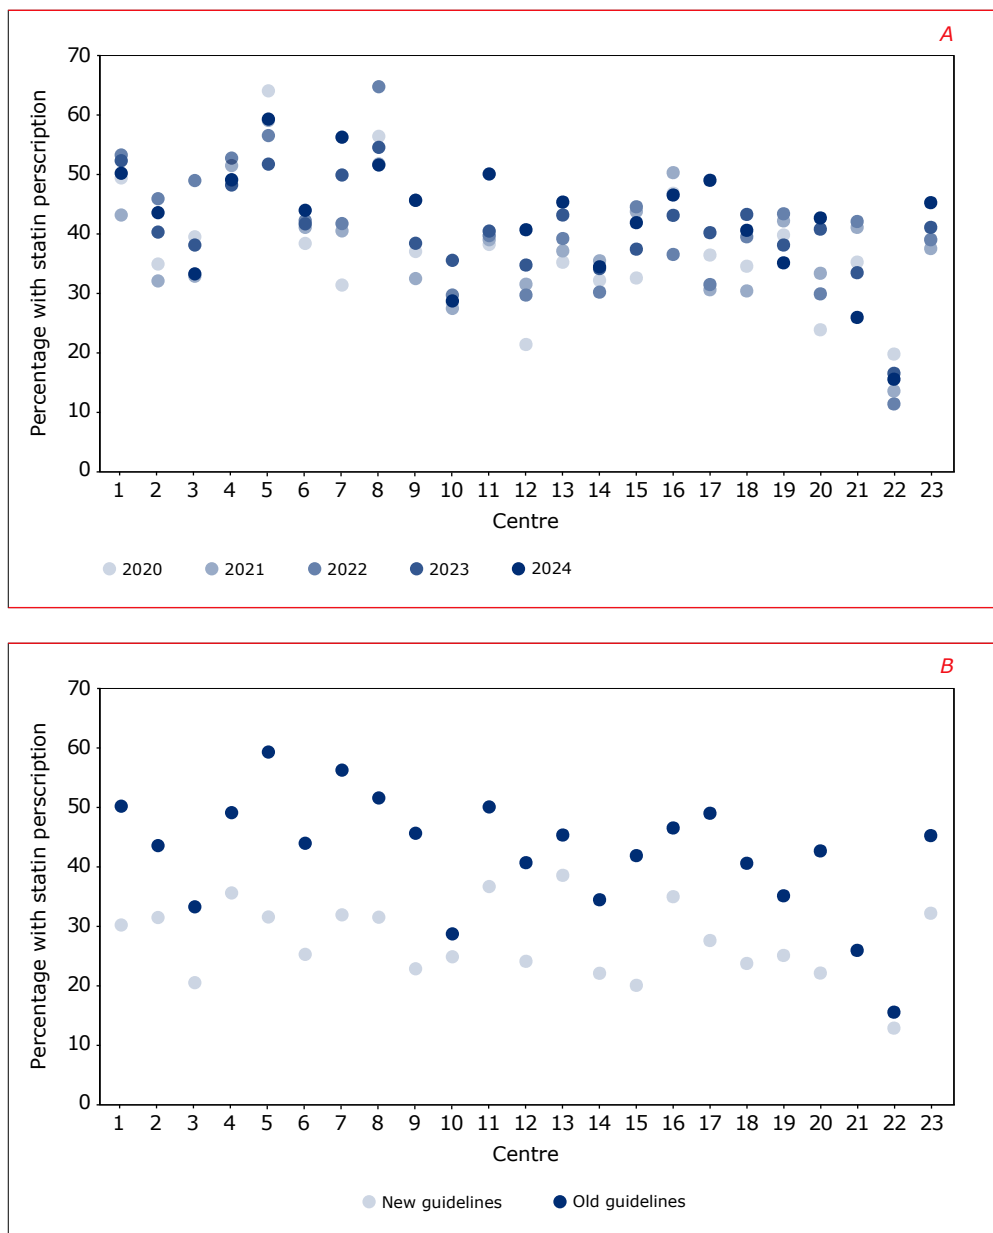 A
70
60
50
40
30
20
10
0
Percentage with statin perscription
1 2 3 4 5 6 7 8 9 10 11 12 13 14 15 16 17 18 19 20 21 22 23
Centre
2020 2021 2022 2023 2024
B
70
60
50
40
30
20
10
0
Percentage with statin perscription
1 2 3 4 5 6 7 8 9 10 11 12 13 14 15 16 17 18 19 20 21 22 23
Centre
New guidelines Old guidelines